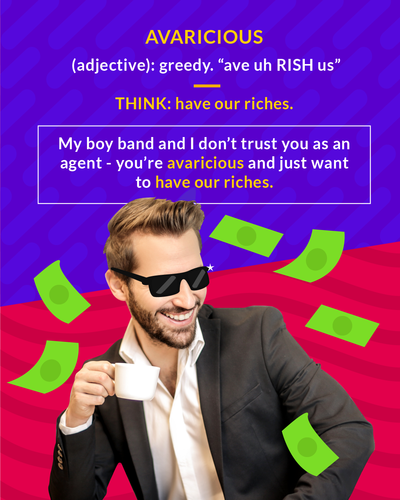 AVARICIOUS
(adjective): greedy. “ave uh RISH us”
THINK: have our riches.
My boy band and I don’t trust you as an
agent - you’re avaricious and just want
to have our riches.